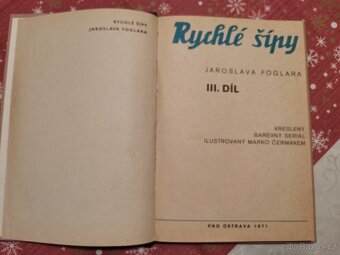 RYCHLÉ ŠÍPY
JAROSLAVA FOGLARA
Rychlé šípy
JAROSLAVA FOGLARA
III. DÍL
KRESLENÝ
BAREVNÝ SERIÁL
ILUSTROVANÝ MARKO ČERMÁKEM
PKO OSTRAVA 1971